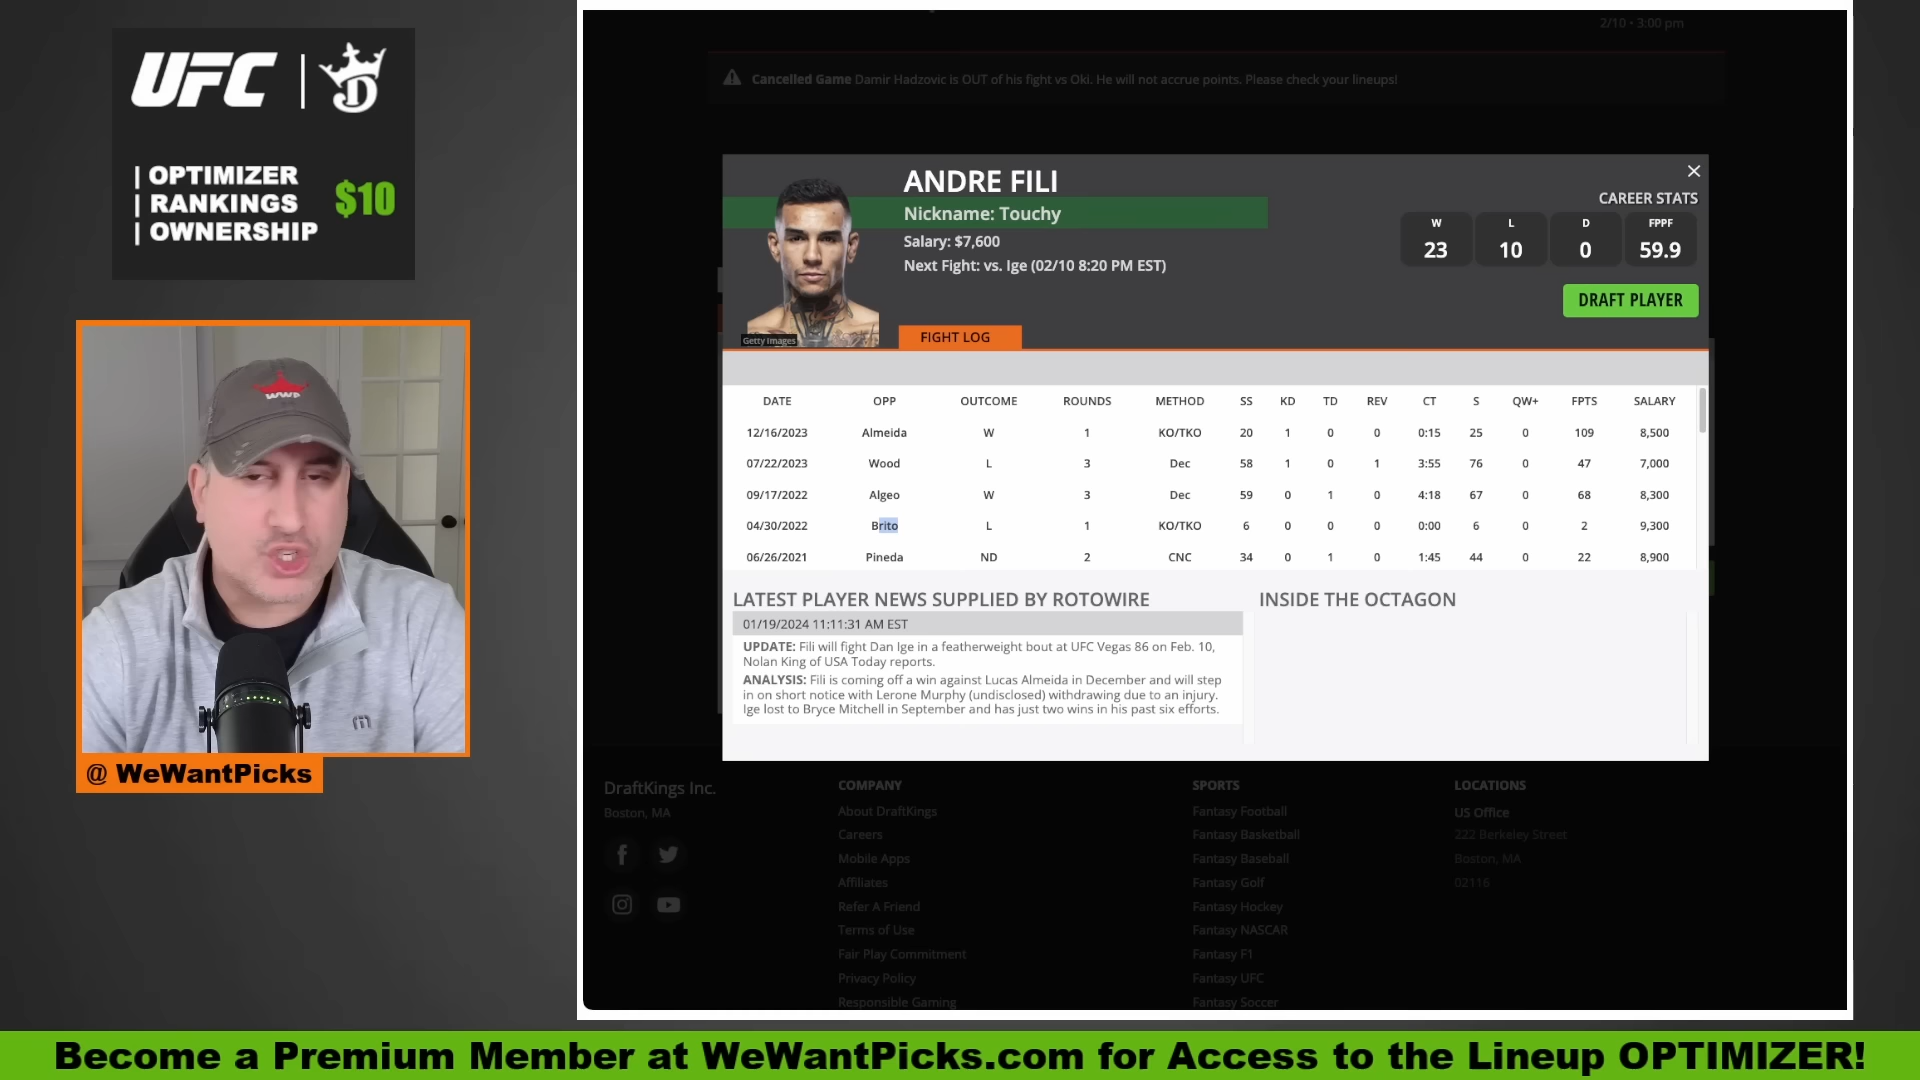 UFC
| OPTIMIZER
| RANKINGS
| OWNERSHIP
$10
@ WeWantPicks
2/10 • 3:00 pm
Cancelled Game Damir Hadzovic is OUT of his fight vs Oki. He will not accrue points. Please check your lineups!
ANDRE FILI
Nickname: Touchy
Salary: $7,600
Next Fight: vs. Ige (02/10 8:20 PM EST)
CAREER STATS
W L D FPPF
23 10 0 59.9
DRAFT PLAYER
Getty Images
FIGHT LOG
DATE OPP OUTCOME ROUNDS METHOD SS KD TD REV CT S QW+ FPTS SALARY
12/16/2023 Almeida W 1 KO/TKO 20 1 0 0 0:15 25 0 109 8,500
07/22/2023 Wood L 3 Dec 58 1 0 1 3:55 76 0 47 7,000
09/17/2022 Algeo W 3 Dec 59 0 1 0 4:18 67 0 68 8,300
04/30/2022 Brito L 1 KO/TKO 6 0 0 0 0:00 6 0 2 9,300
06/26/2021 Pineda ND 2 CNC 34 0 1 0 1:45 44 0 22 8,900
LATEST PLAYER NEWS SUPPLIED BY ROTOWIRE
01/19/2024 11:11:31 AM EST
UPDATE: Fili will fight Dan Ige in a featherweight bout at UFC Vegas 86 on Feb. 10,
Nolan King of USA Today reports.
ANALYSIS: Fili is coming off a win against Lucas Almeida in December and will step
in on short notice with Lerone Murphy (undisclosed) withdrawing due to an injury.
Ige lost to Bryce Mitchell in September and has just two wins in his past six efforts.
INSIDE THE OCTAGON
DraftKings Inc.
Boston, MA
COMPANY
About DraftKings
Careers
Mobile Apps
Affiliates
Refer A Friend
Terms of Use
Fair Play Commitment
Privacy Policy
Responsible Gaming
SPORTS
Fantasy Football
Fantasy Basketball
Fantasy Baseball
Fantasy Golf
Fantasy Hockey
Fantasy NASCAR
Fantasy F1
Fantasy UFC
Fantasy Soccer
LOCATIONS
US Office
222 Berkeley Street
Boston, MA
02116
Become a Premium Member at WeWantPicks.com for Access to the Lineup OPTIMIZER!